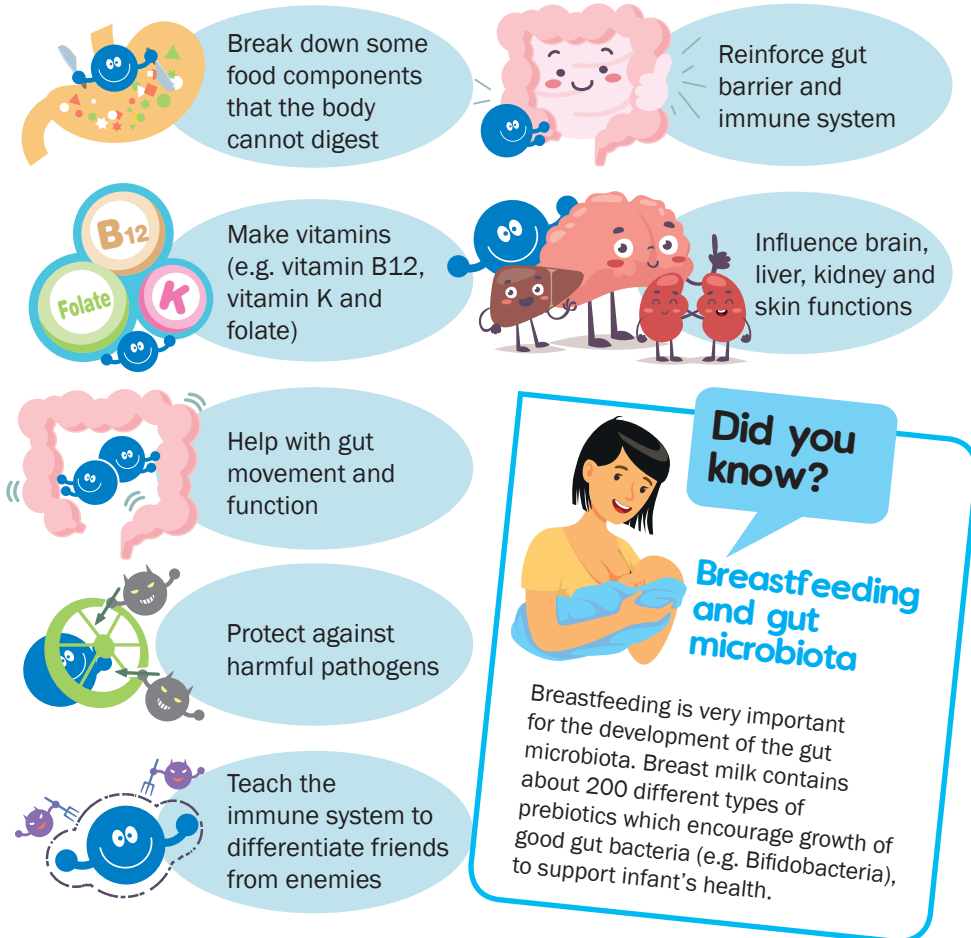 Break down some
food components
that the body
cannot digest
Reinforce gut
barrier and
immune system
B12
Folate
K
Make vitamins
(e.g. vitamin B12,
vitamin K and
folate)
Influence brain,
liver, kidney and
skin functions
Help with gut
movement and
function
Protect against
harmful pathogens
Teach the
immune system to
differentiate friends
from enemies
Did you
know?
Breastfeeding
and gut
microbiota
Breastfeeding is very important
for the development of the gut
microbiota. Breast milk contains
about 200 different types of
prebiotics which encourage growth of
good gut bacteria (e.g. Bifidobacteria),
to support infant's health.